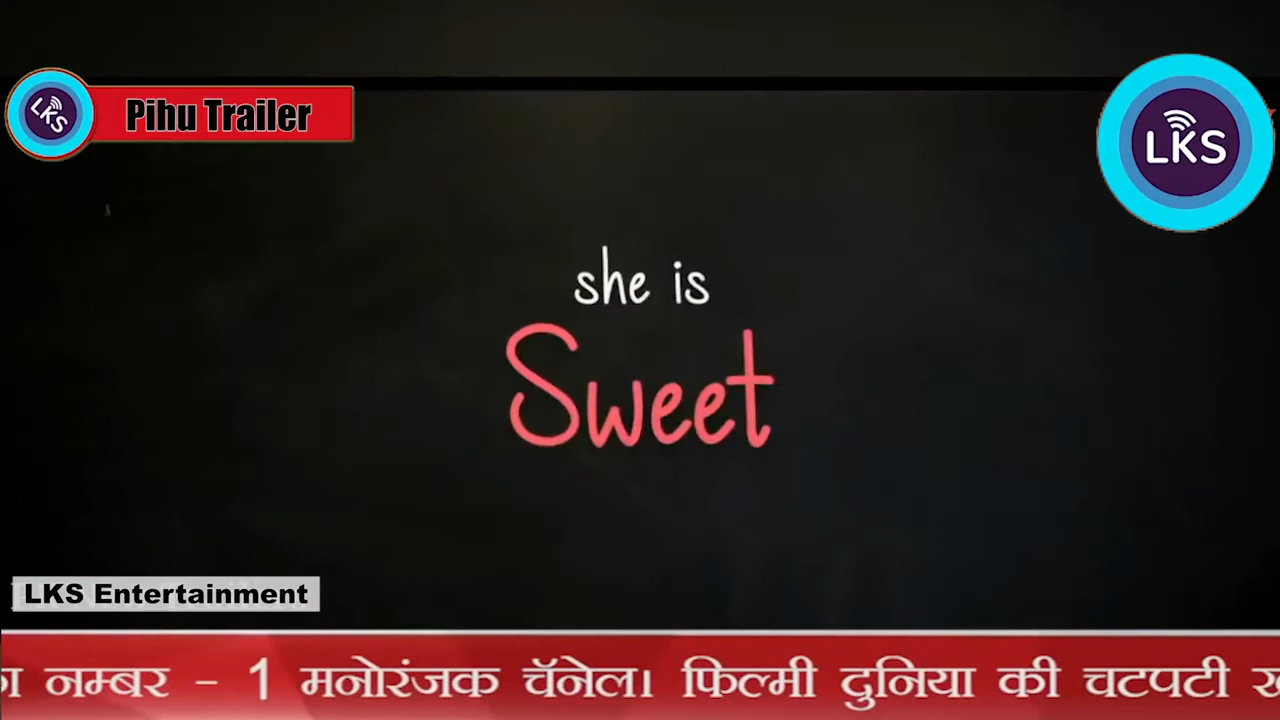 LKS
Pihu Trailer
LKS
she is
Sweet
LKS Entertainment
नम्बर - 1 मनोरंजक चॅनेल। फिल्मी दुनिया की चटपटी